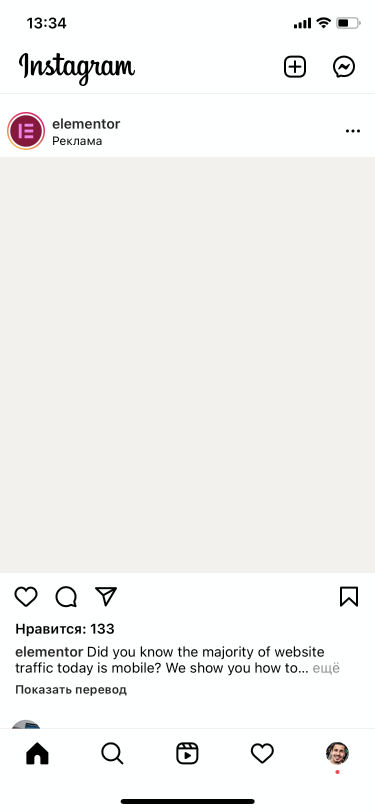 13:34
Instagram
elementor
Реклама
Нравится: 133
elementor Did you know the majority of website
traffic today is mobile? We show you how to... ещё
Показать перевод